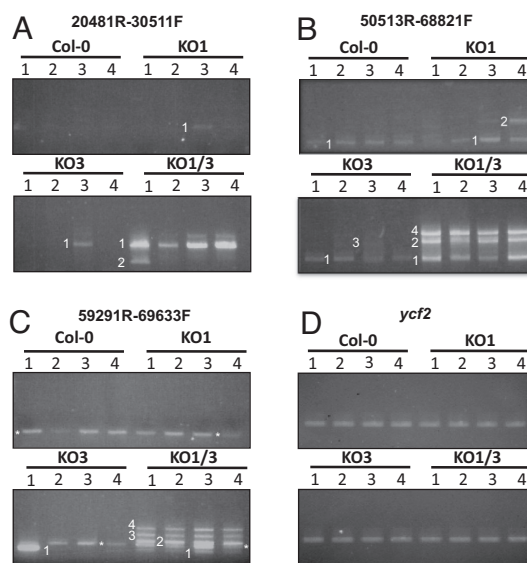 A
20481R-30511F
Col-0 KO1
1 2 3 4 1 2 3 4
1 *
KO3 KO1/3
1 2 3 4 1 2 3 4
1 1
2
B
50513R-68821F
Col-0 KO1
1 2 3 4 1 2 3 4
2
1 1
KO3 KO1/3
1 2 3 4 1 2 3 4
4
3 2
1 1
C
59291R-69633F
Col-0 KO1
1 2 3 4 1 2 3 4
* *
KO3 KO1/3
1 2 3 4 1 2 3 4
4
3
* 2
1 1 *
D
ycf2
Col-0 KO1
1 2 3 4 1 2 3 4
KO3 KO1/3
1 2 3 4 1 2 3 4